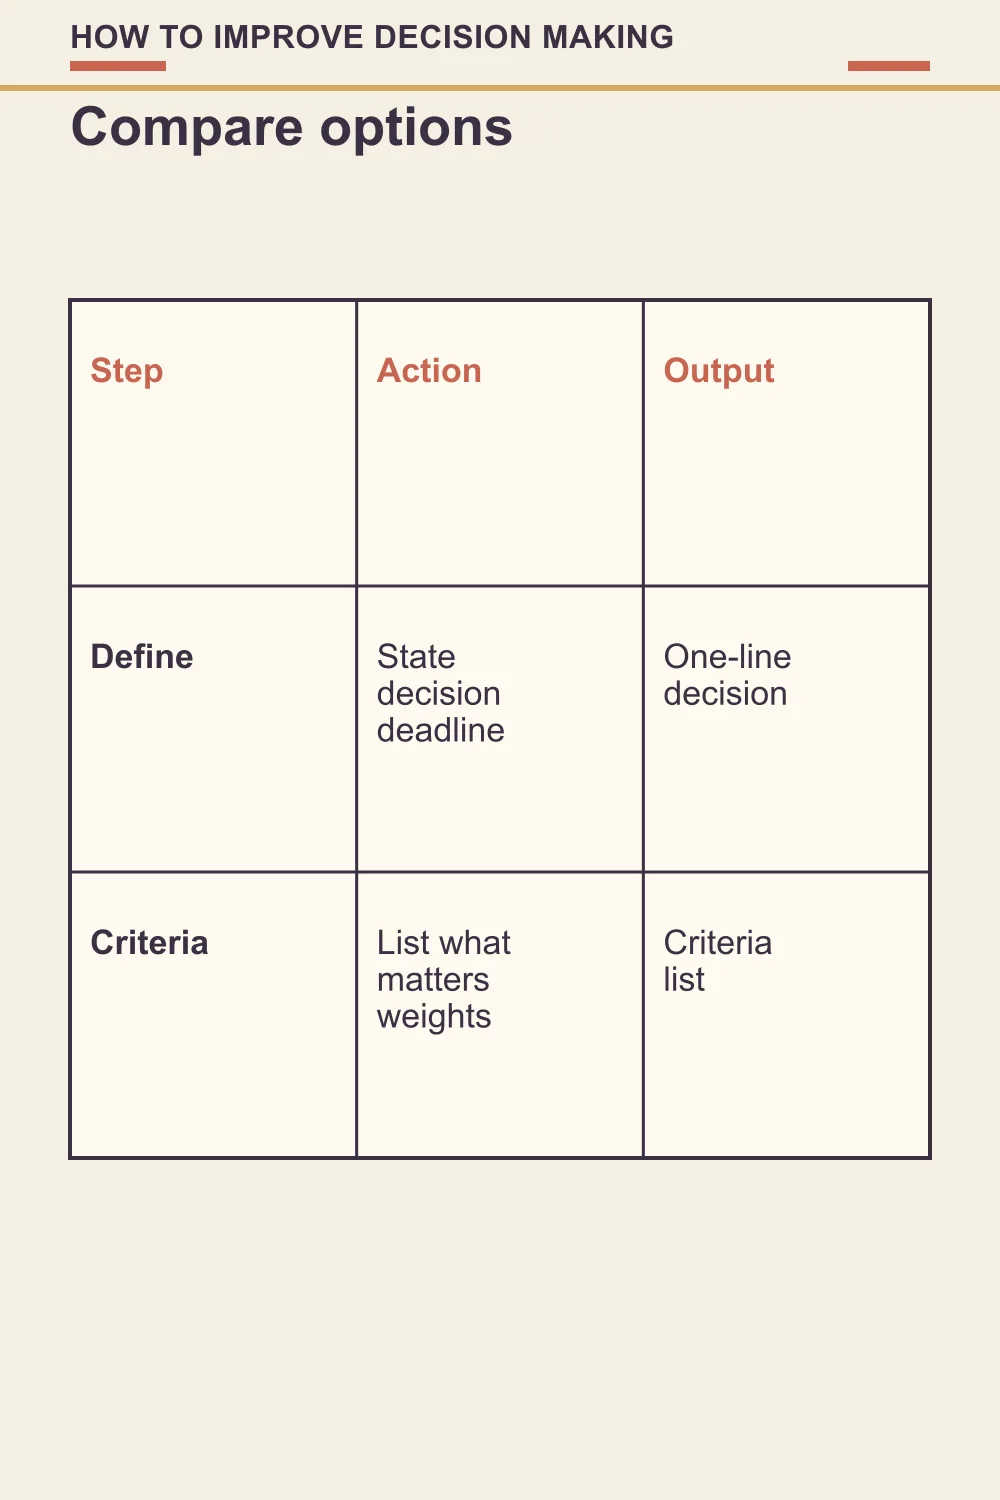 HOW TO IMPROVE DECISION MAKING
Compare options
Step
Action
Output
Define
State
decision
deadline
One-line
decision
Criteria
List what
matters
weights
Criteria
list